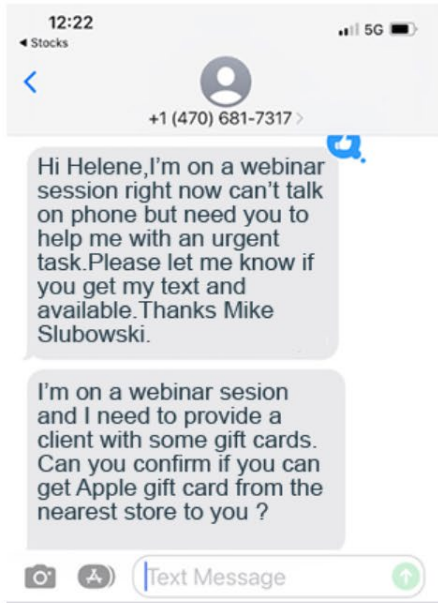 12:22
5G
Stocks
+1 (470) 681-7317
Hi Helene,I'm on a webinar
session right now can't talk
on phone but need you to
help me with an urgent
task.Please let me know if
you get my text and
available.Thanks Mike
Slubowski.
I'm on a webinar sesion
and I need to provide a
client with some gift cards.
Can you confirm if you can
get Apple gift card from the
nearest store to you ?
Text Message